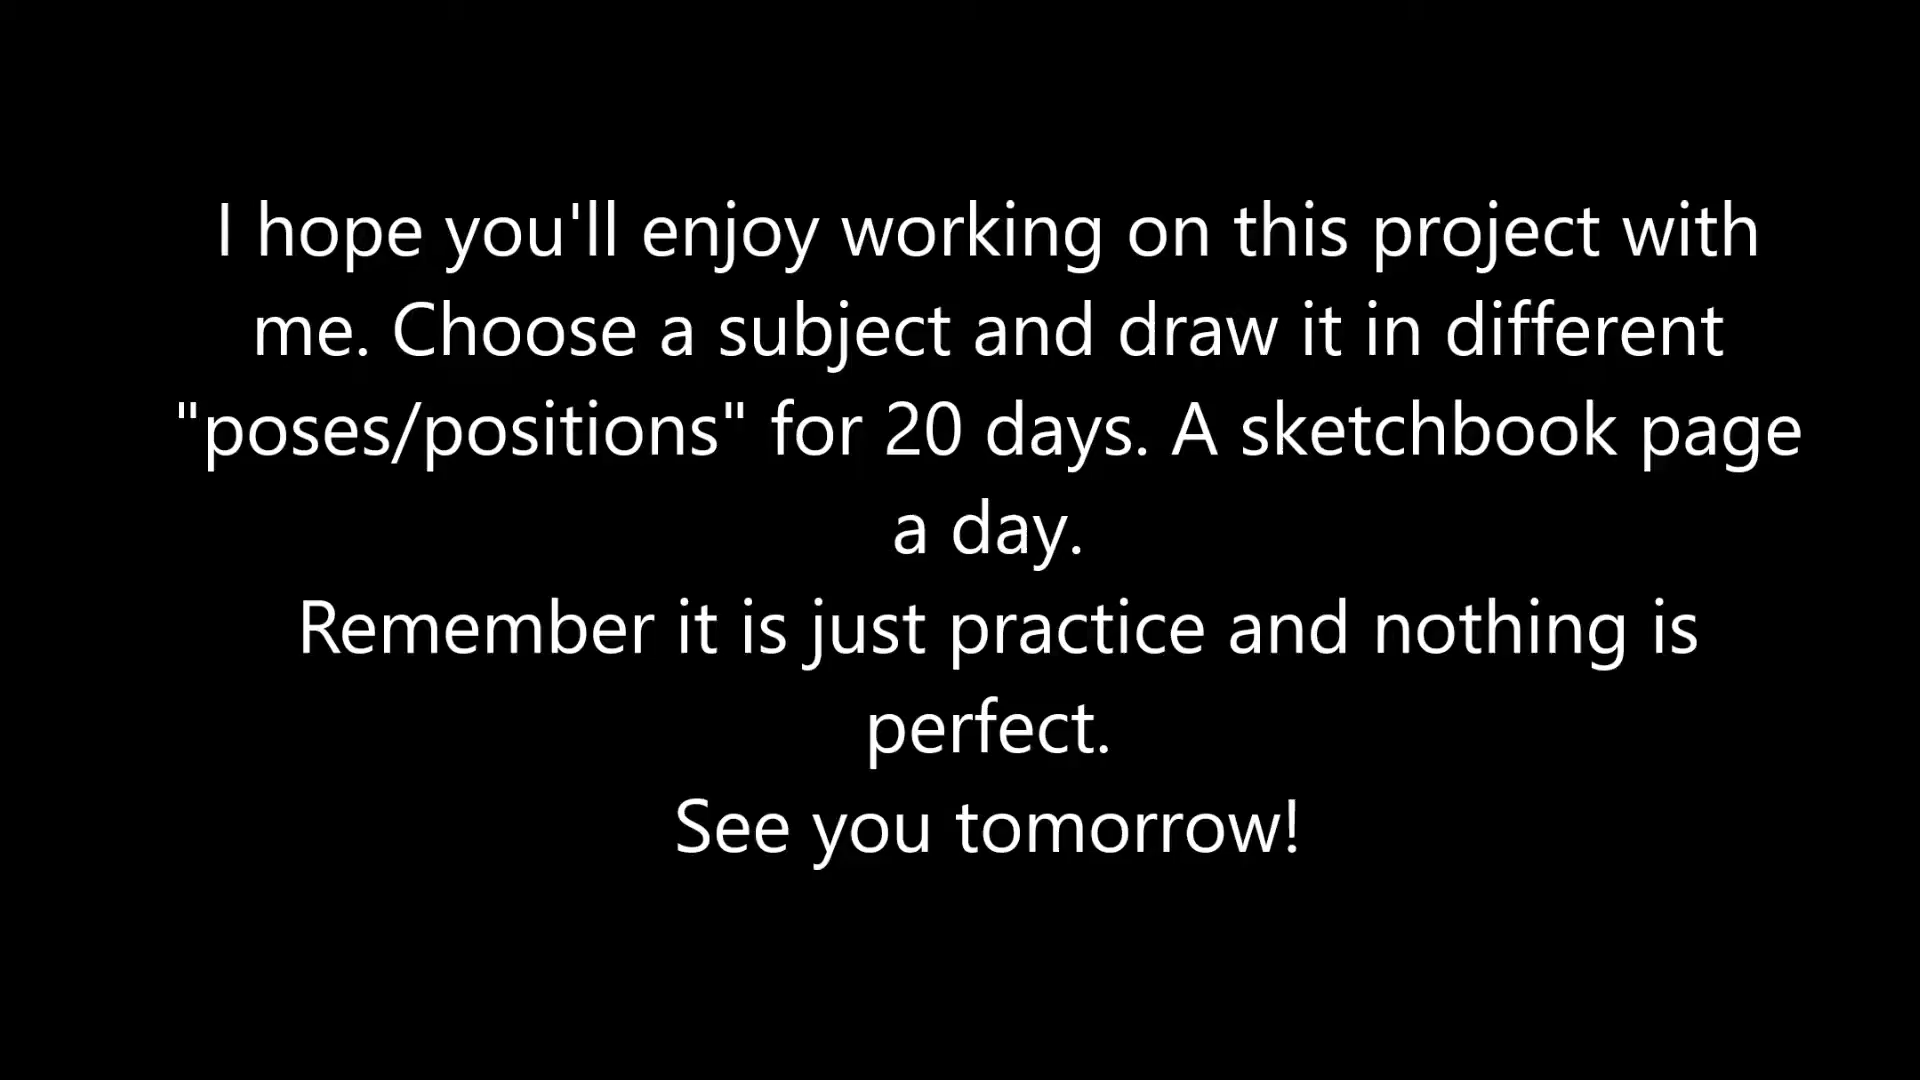 I hope you'll enjoy working on this project with
me. Choose a subject and draw it in different
"poses/positions" for 20 days. A sketchbook page
a day.
Remember it is just practice and nothing is
perfect.
See you tomorrow!